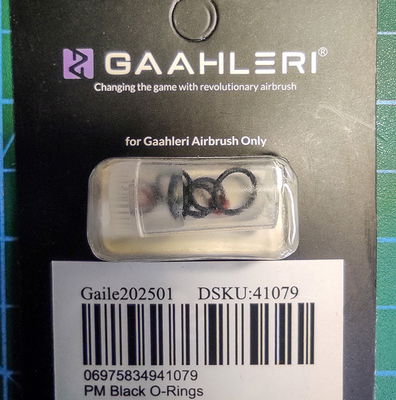 GAAHLERI®
Changing the game with revolutionary airbrush
for Gaahleri Airbrush Only
Gaile202501 DSKU:41079
06975834941079
PM Black O-Rings